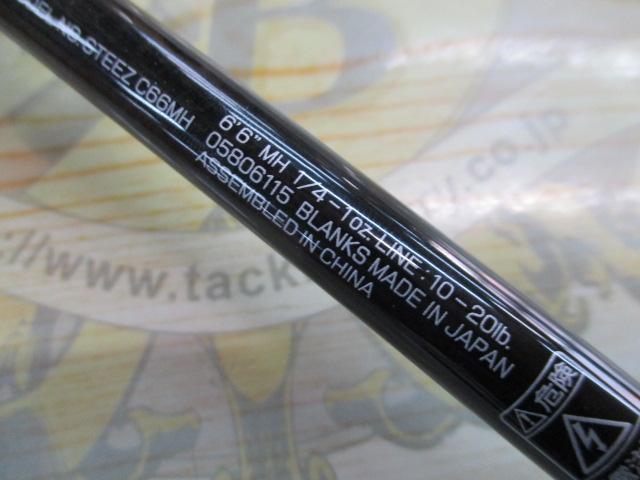 STEEZ C66MH
6'6" MH 1/4-1oz. LINE: 10-20lb.
05806115 BLANKS MADE IN JAPAN
ASSEMBLED IN CHINA
危険
www.tack
.co.jp